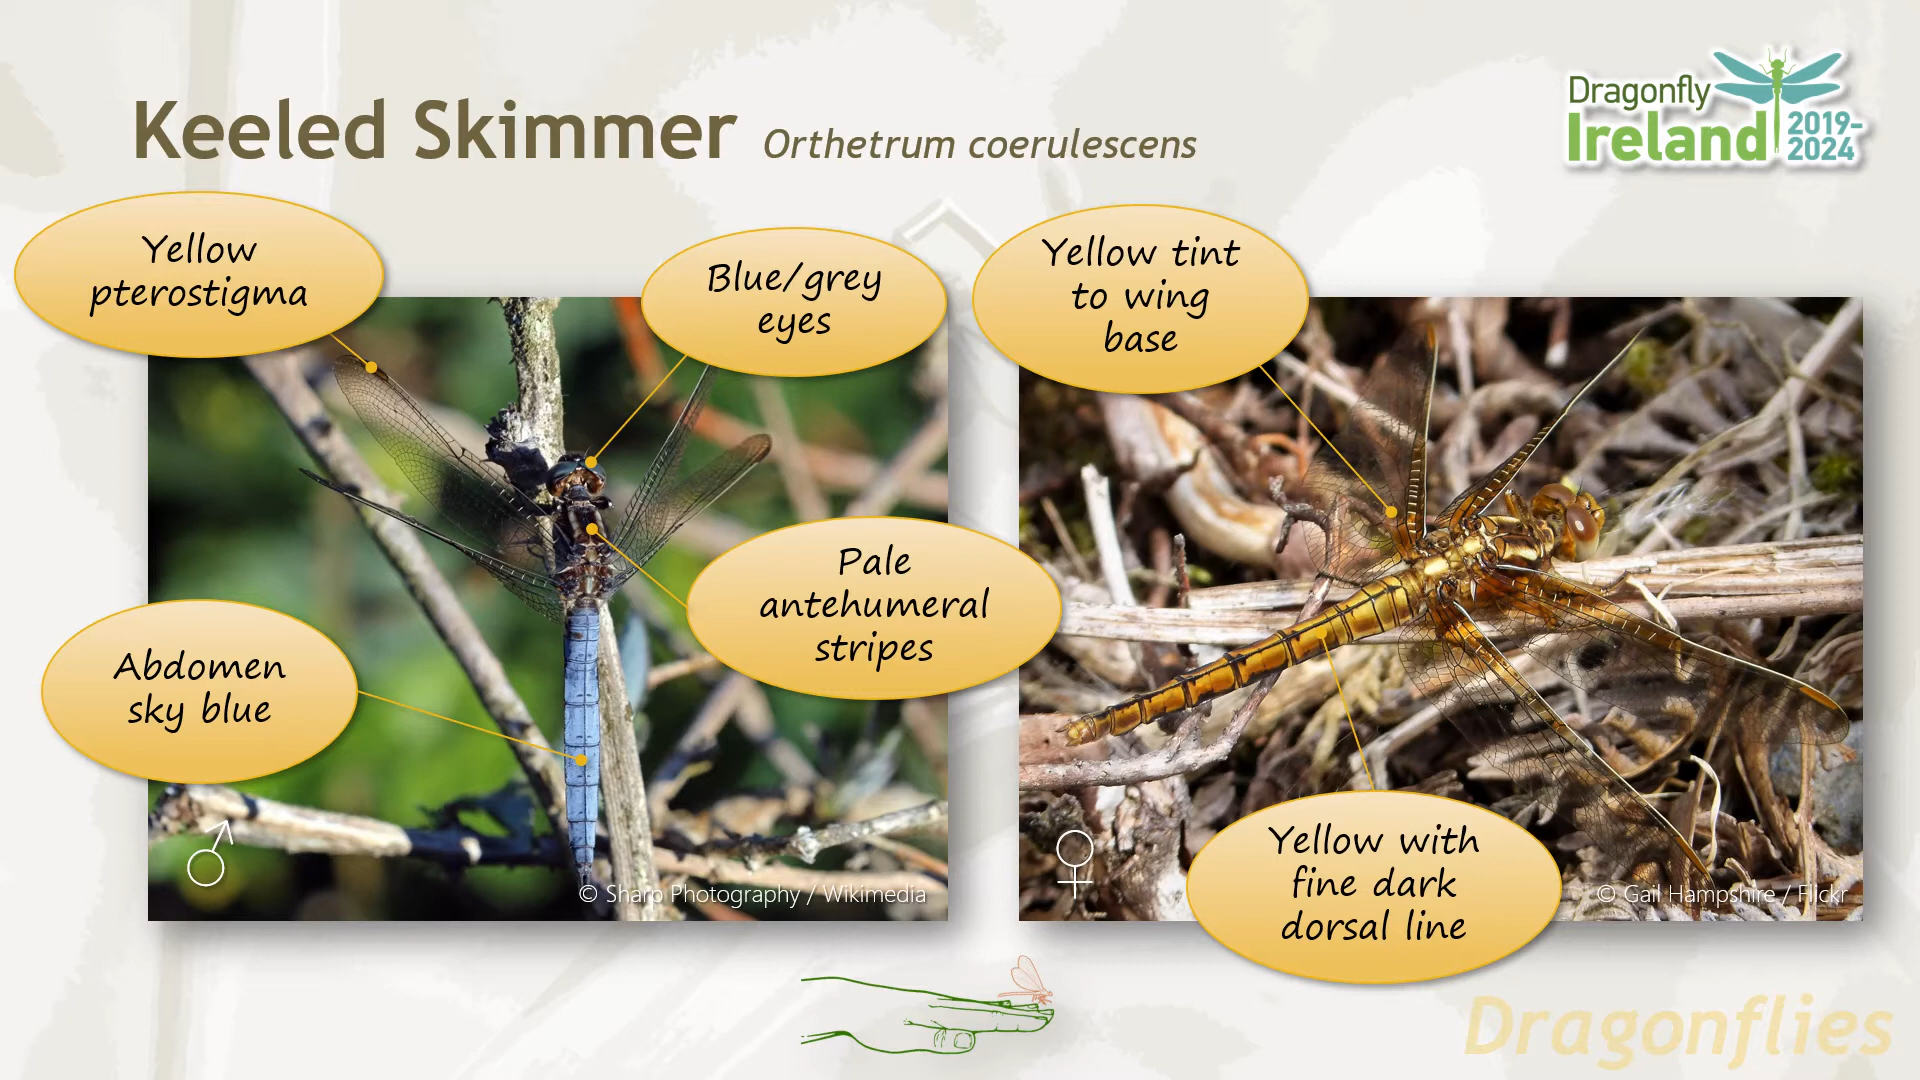 Keeled Skimmer Orthetrum coerulescens
Dragonfly
Ireland
2019-
2024
Yellow
pterostigma
Blue/grey
eyes
Yellow tint
to wing
base
Pale
antehumeral
stripes
Abdomen
sky blue
Yellow with
fine dark
dorsal line
© Sharp Photography / Wikimedia
© Gail Hampshire / Flickr
Dragonflies